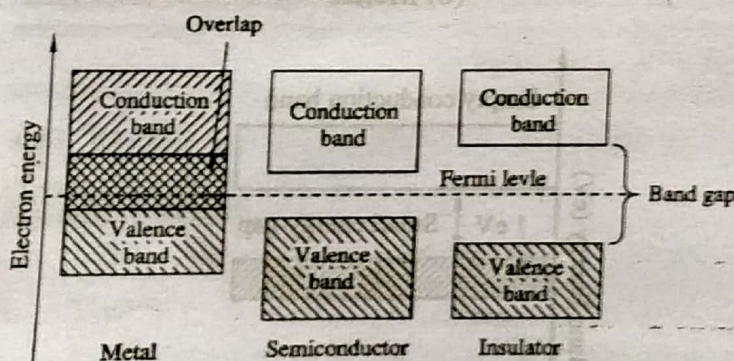 Overlap
Electron energy
Conduction
band
Conduction
band
Conduction
band
Fermi levle
Band gap
Valence
band
Valence
band
Valence
band
Metal
Semiconductor
Insulator